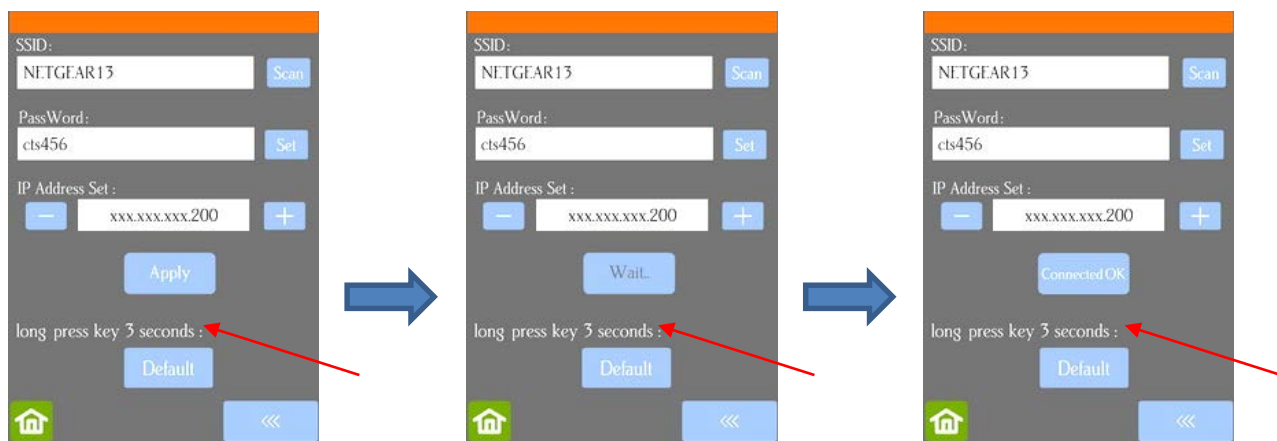 SSID:
NETGEAR13
Scan
PassWord:
cts456
Set
IP Address Set :
— xxx.xxx.xxx.200 +
Apply
long press key 3 seconds :
Default
<<<
SSID:
NETGEAR13
Scan
PassWord:
cts456
Set
IP Address Set :
— xxx.xxx.xxx.200 +
Wait..
long press key 3 seconds :
Default
<<<
SSID:
NETGEAR13
Scan
PassWord:
cts456
Set
IP Address Set :
— xxx.xxx.xxx.200 +
Connected OK
long press key 3 seconds :
Default
<<<